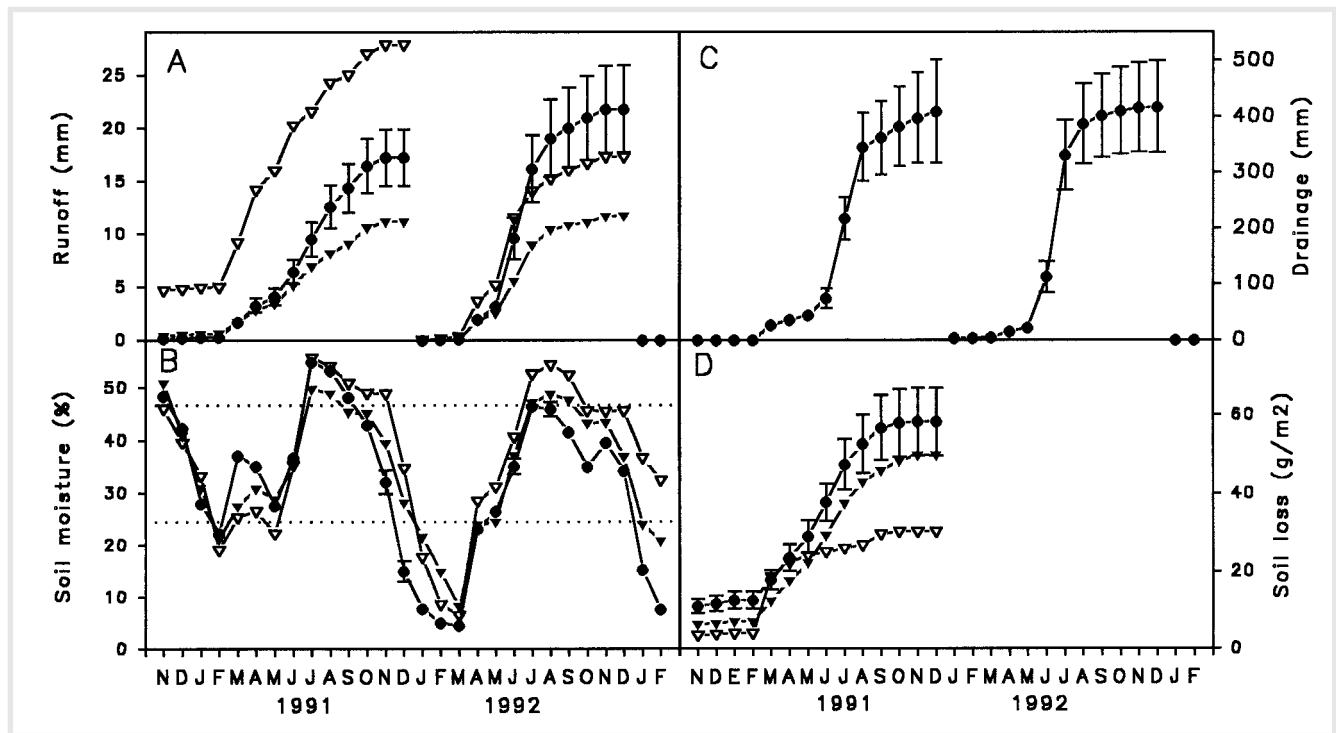 A
C
B
D
Runoff (mm)
25
20
15
10
5
0
Soil moisture (%)
50
40
30
20
10
0
Drainage (mm)
500
400
300
200
100
0
Soil loss (g/m2)
60
40
20
0
N D J F M A M J J A S O N D J F M A M J J A S O N D J F
1991 1992
N D E F M A M J J A S O N D J F M A M J J A S O N D J F
1991 1992